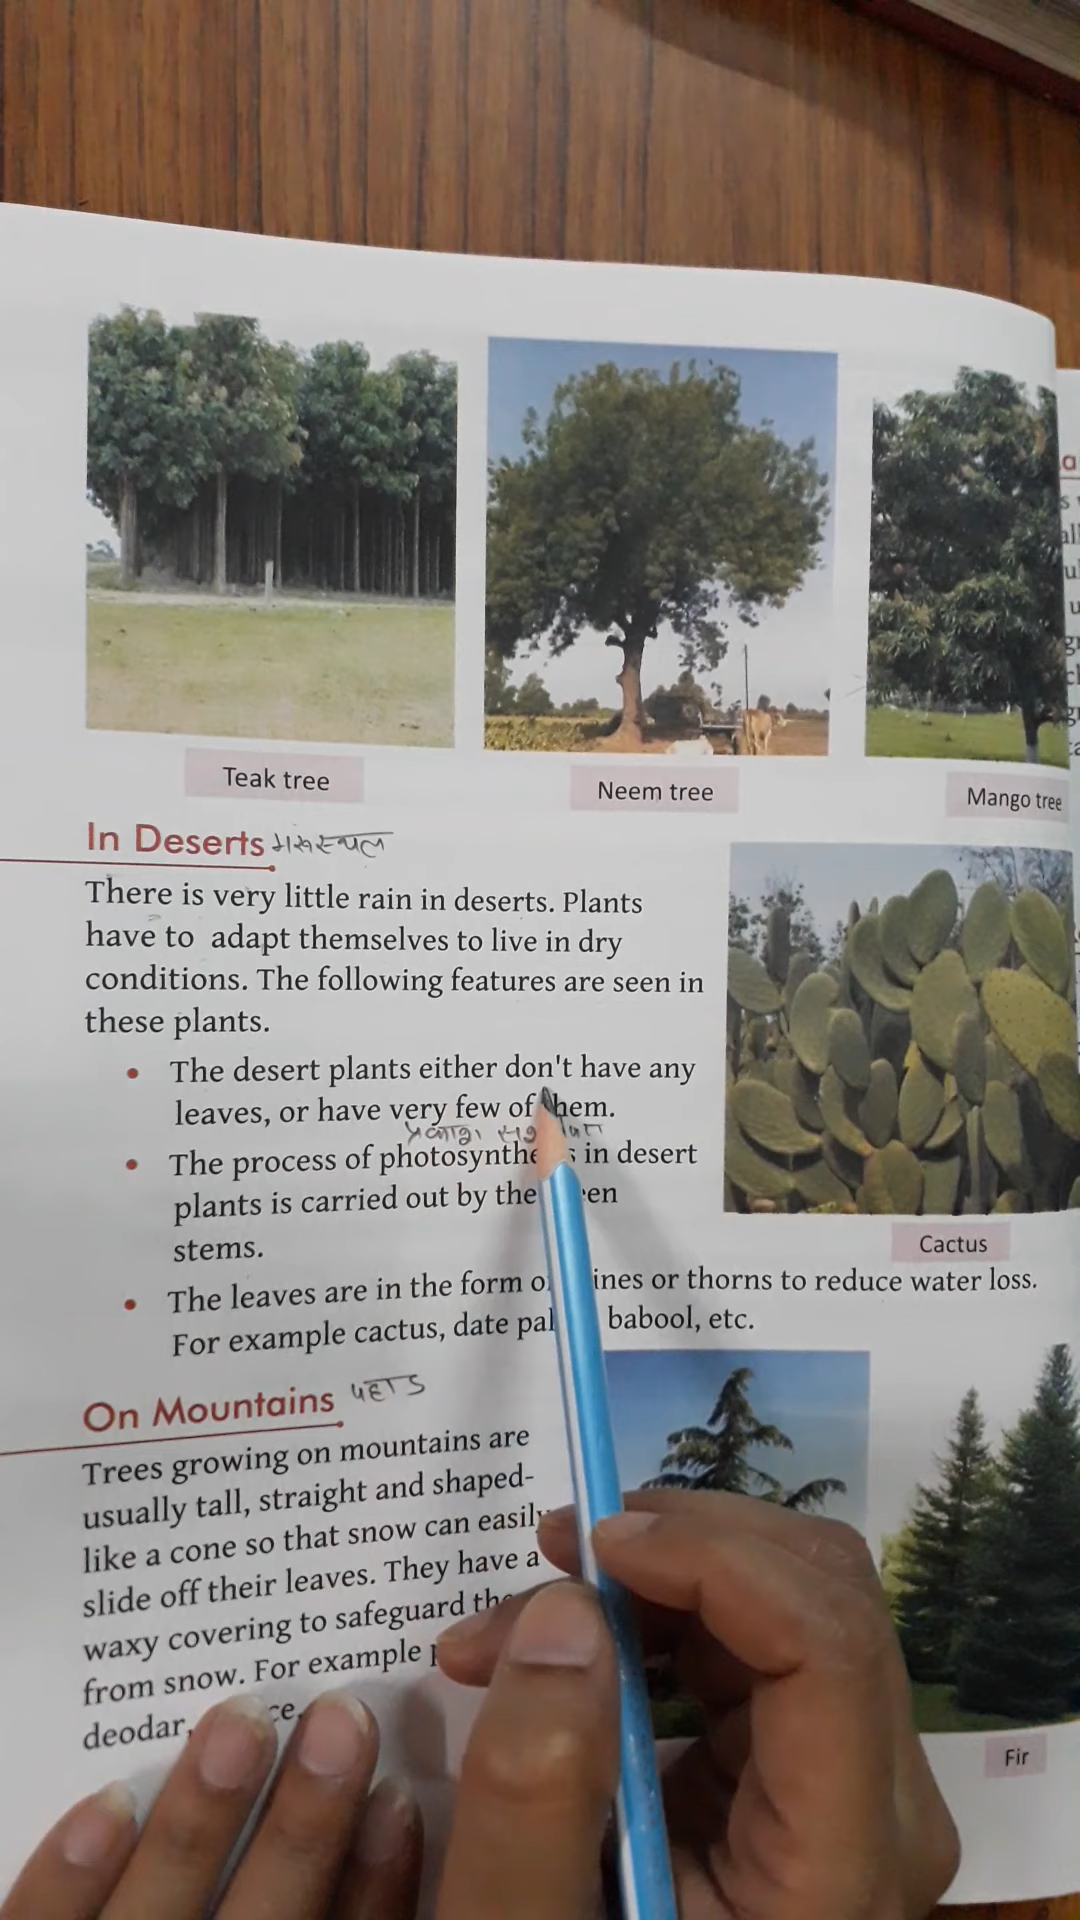 Teak tree
Neem tree
Mango tree
In Deserts मरुस्थल
There is very little rain in deserts. Plants
have to adapt themselves to live in dry
conditions. The following features are seen in
these plants.
• The desert plants either don't have any
leaves, or have very few of them.
प्रकाश
• The process of photosynthe in desert
plants is carried out by the
stems.
• The leaves are in the form ines or thorns to reduce water loss.
For example cactus, date pal babool, etc.
Cactus
On Mountains पहाड
Trees growing on mountains are
usually tall, straight and shaped-
like a cone so that snow can easily
slide off their leaves. They have a
waxy covering to safeguard
from snow. For example
deodar,
Fir